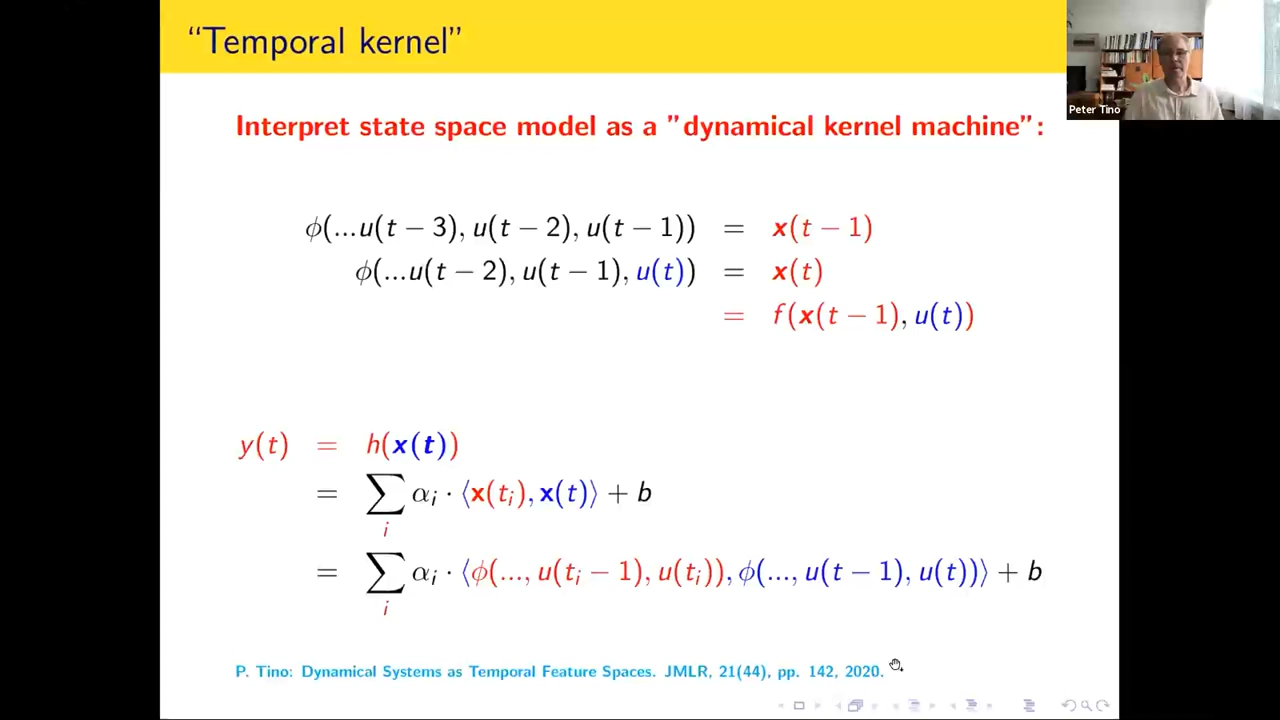 “Temporal kernel”
Peter Tino
Interpret state space model as a "dynamical kernel machine":
ϕ(...u(t − 3), u(t − 2), u(t − 1)) = x(t − 1)
ϕ(...u(t − 2), u(t − 1), u(t)) = x(t)
= f(x(t − 1), u(t))
y(t) = h(x(t))
= ∑_i α_i · ⟨x(t_i), x(t)⟩ + b
= ∑_i α_i · ⟨ϕ(..., u(t_i − 1), u(t_i)), ϕ(..., u(t − 1), u(t))⟩ + b
P. Tino: Dynamical Systems as Temporal Feature Spaces. JMLR, 21(44), pp. 142, 2020.